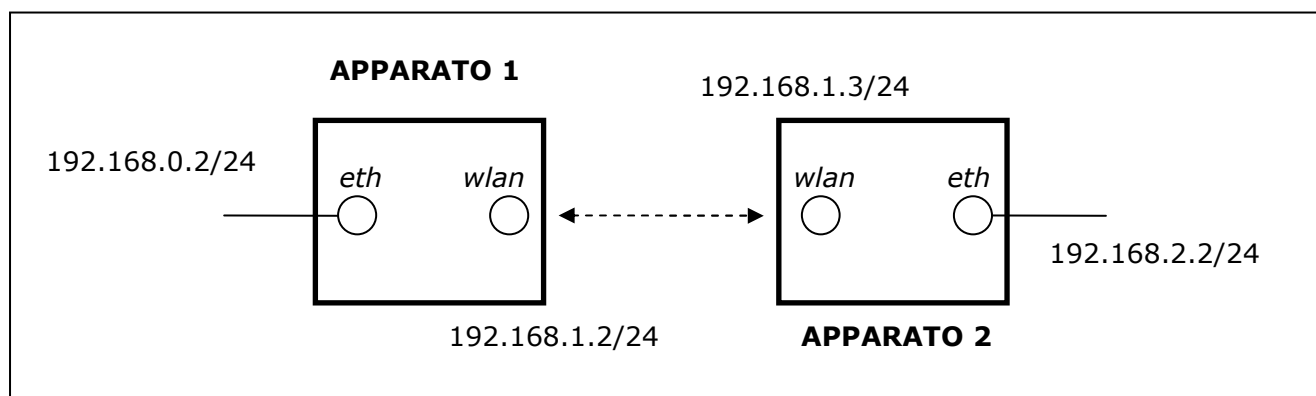 APPARATO 1
192.168.1.3/24
192.168.0.2/24
eth
wlan
wlan
eth
192.168.2.2/24
192.168.1.2/24
APPARATO 2